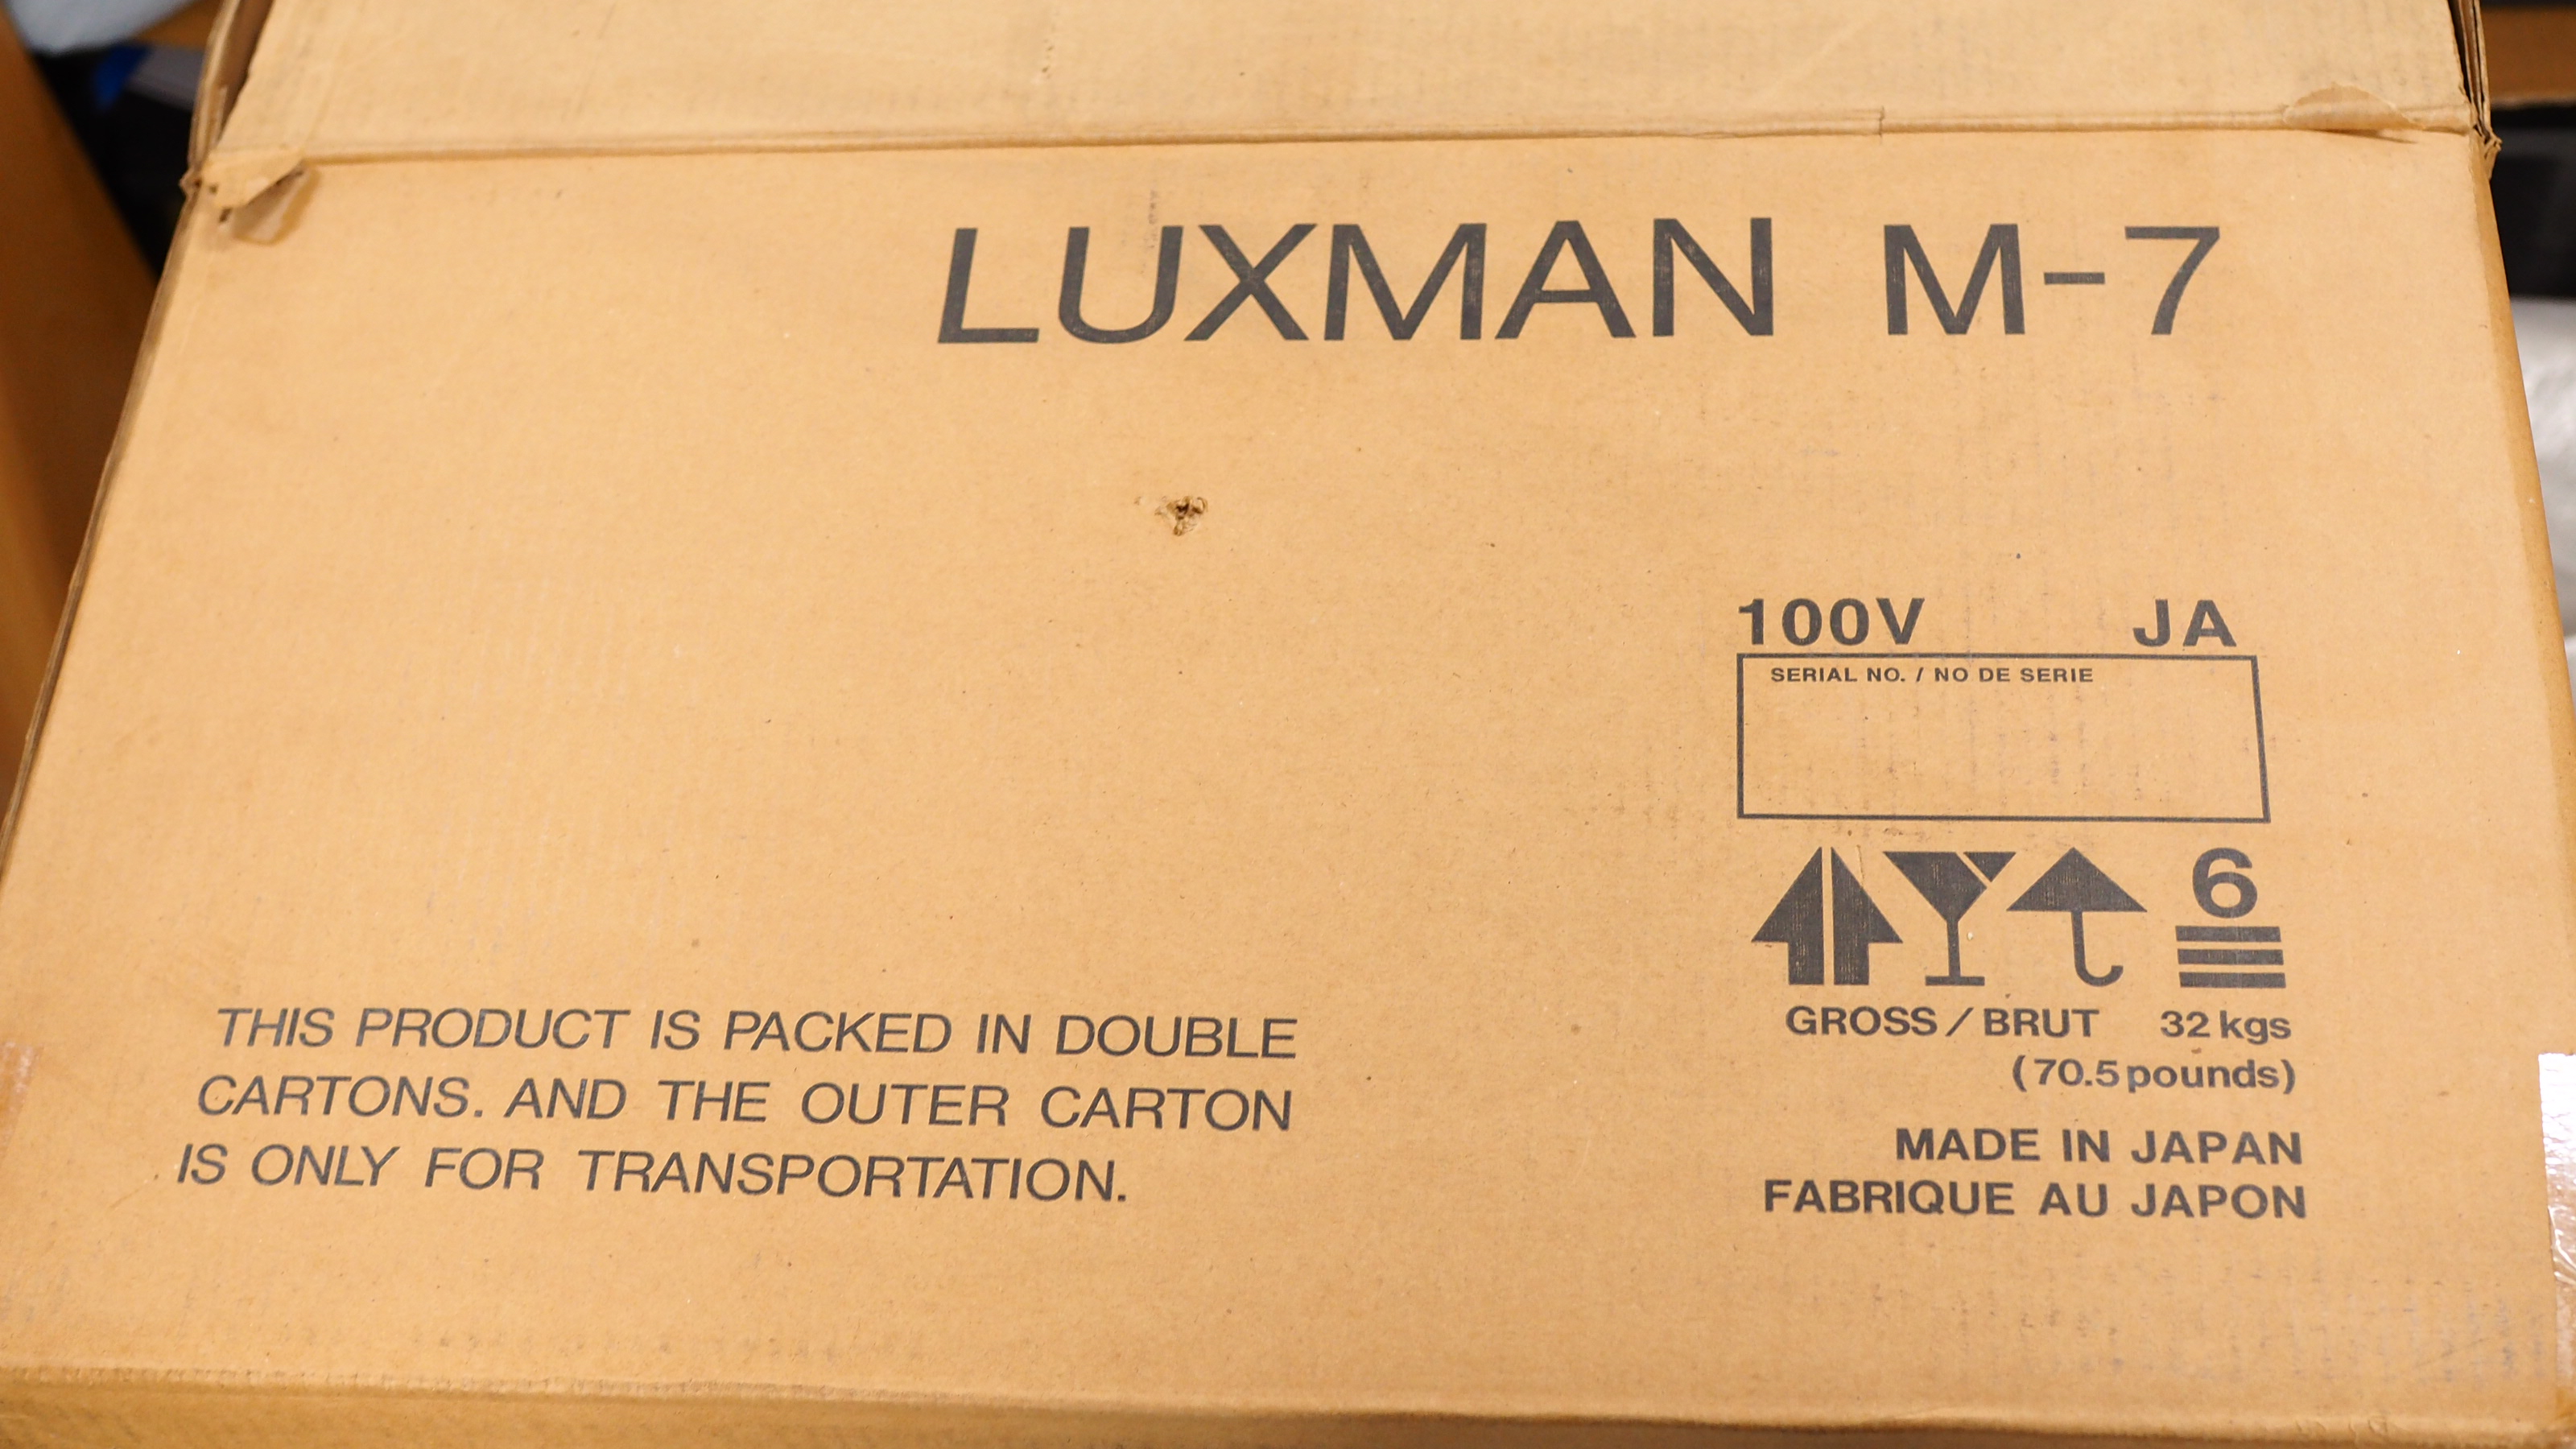 LUXMAN M-7
100V JA
SERIAL NO. / NO DE SERIE
6
GROSS / BRUT 32 kgs
(70.5 pounds)
MADE IN JAPAN
FABRIQUE AU JAPON
THIS PRODUCT IS PACKED IN DOUBLE
CARTONS. AND THE OUTER CARTON
IS ONLY FOR TRANSPORTATION.